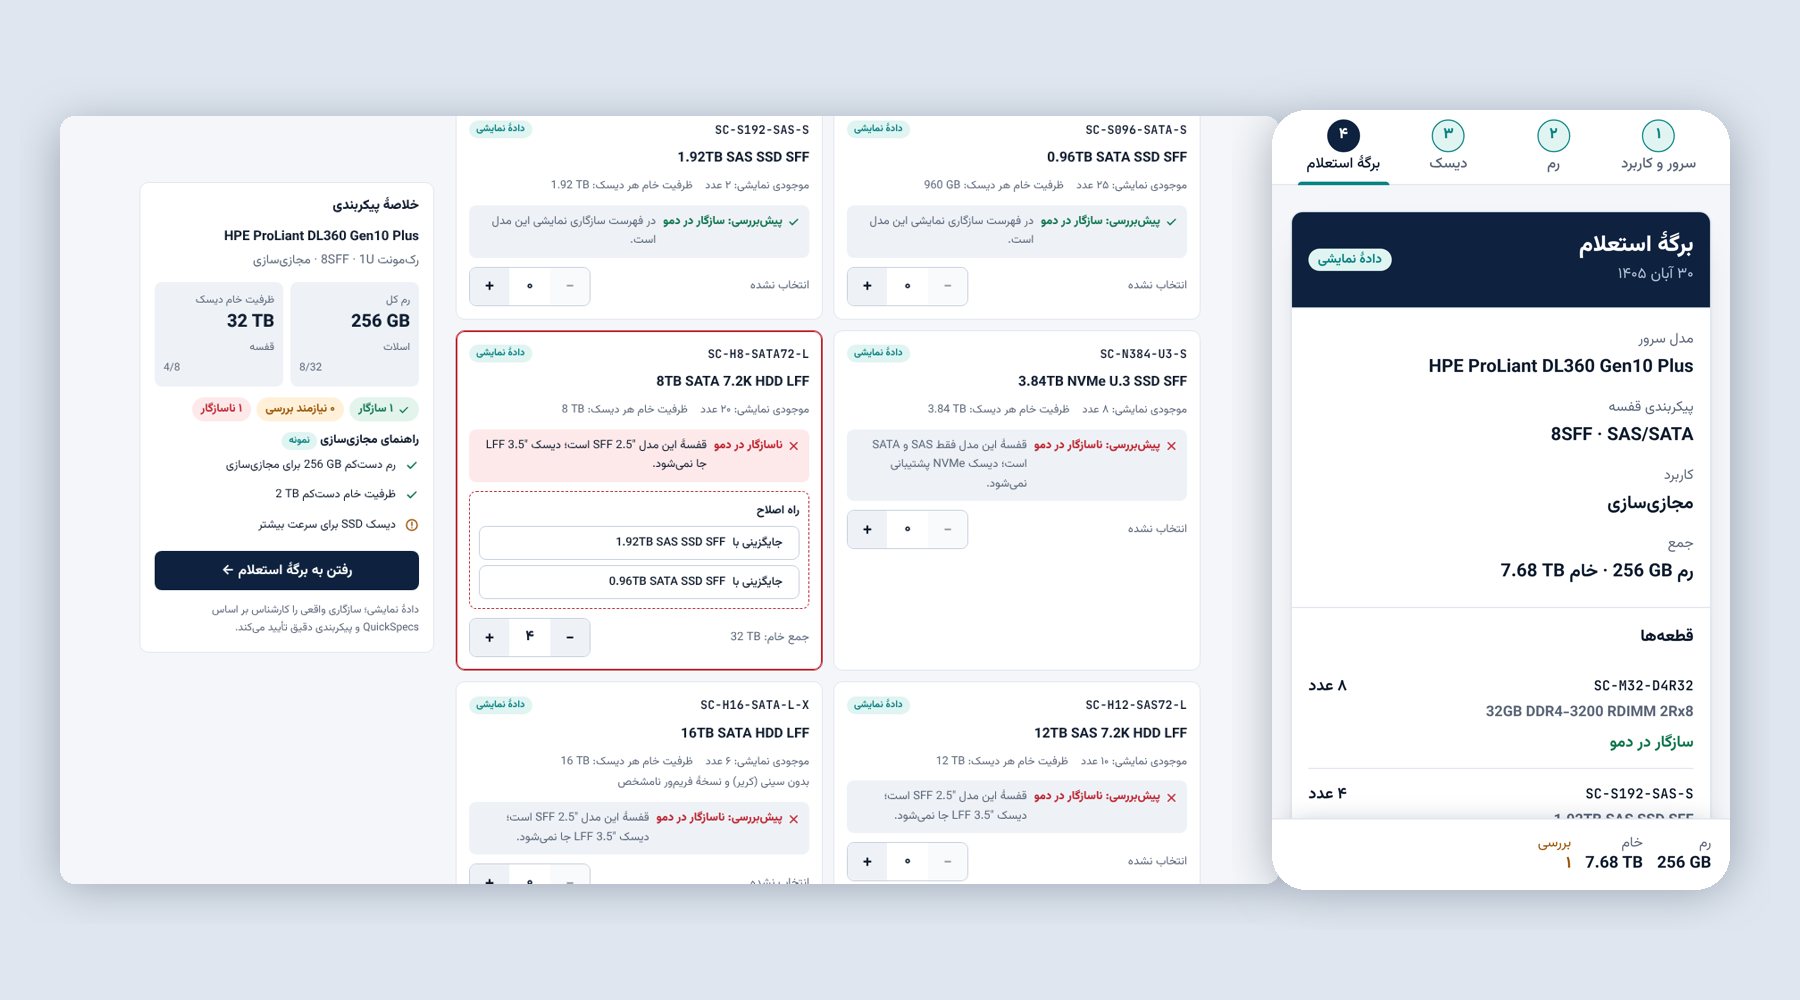 ۱
سرور و کاربرد
۲
رم
۳
دیسک
۴
برگهٔ استعلام
برگهٔ استعلام
۳۰ آبان ۱۴۰۵
دادهٔ نمایشی
مدل سرور
HPE ProLiant DL360 Gen10 Plus
پیکربندی قفسه
8SFF · SAS/SATA
کاربرد
مجازی‌سازی
جمع
رم 256 GB · خام 7.68 TB
قطعه‌ها
SC-M32-D4R32
۸ عدد
32GB DDR4-3200 RDIMM 2Rx8
سازگار در دمو
SC-S192-SAS-S
۴ عدد
1.92TB SAS SSD SFF
رم
256 GB
خام
7.68 TB
بررسی
۱
SC-S096-SATA-S
دادهٔ نمایشی
0.96TB SATA SSD SFF
موجودی نمایشی: ۲۵ عدد
ظرفیت خام هر دیسک: 960 GB
پیش‌بررسی: سازگار در دمو
در فهرست سازگاری نمایشی این مدل
است.
انتخاب نشده
− ۰ +
SC-S192-SAS-S
دادهٔ نمایشی
1.92TB SAS SSD SFF
موجودی نمایشی: ۲ عدد
ظرفیت خام هر دیسک: 1.92 TB
پیش‌بررسی: سازگار در دمو
در فهرست سازگاری نمایشی این مدل
است.
انتخاب نشده
− ۰ +
SC-N384-U3-S
دادهٔ نمایشی
3.84TB NVMe U.3 SSD SFF
موجودی نمایشی: ۸ عدد
ظرفیت خام هر دیسک: 3.84 TB
پیش‌بررسی: ناسازگار در دمو
قفسهٔ این مدل فقط SAS و SATA
است؛ دیسک NVMe پشتیبانی
نمی‌شود.
انتخاب نشده
− ۰ +
SC-H8-SATA72-L
دادهٔ نمایشی
8TB SATA 7.2K HDD LFF
موجودی نمایشی: ۲۰ عدد
ظرفیت خام هر دیسک: 8 TB
ناسازگار در دمو
قفسهٔ این مدل SFF 2.5" است؛ دیسک LFF 3.5"
جا نمی‌شود.
راه اصلاح
جایگزینی با 1.92TB SAS SSD SFF
جایگزینی با 0.96TB SATA SSD SFF
جمع خام: 32 TB
− ۴ +
SC-H12-SAS72-L
دادهٔ نمایشی
12TB SAS 7.2K HDD LFF
موجودی نمایشی: ۱۰ عدد
ظرفیت خام هر دیسک: 12 TB
پیش‌بررسی: ناسازگار در دمو
قفسهٔ این مدل SFF 2.5" است؛
دیسک LFF 3.5" جا نمی‌شود.
انتخاب نشده
− ۰ +
SC-H16-SATA-L-X
دادهٔ نمایشی
16TB SATA HDD LFF
موجودی نمایشی: ۶ عدد
ظرفیت خام هر دیسک: 16 TB
بدون سینی (کریر) و نسخهٔ فریم‌ور نامشخص
پیش‌بررسی: ناسازگار در دمو
قفسهٔ این مدل SFF 2.5" است؛
دیسک LFF 3.5" جا نمی‌شود.
انتخاب نشده
۰ +
خلاصهٔ پیکربندی
HPE ProLiant DL360 Gen10 Plus
رک‌مونت 1U · 8SFF · مجازی‌سازی
رم کل
256 GB
اسلات
8/32
ظرفیت خام دیسک
32 TB
قفسه
4/8
۱ سازگار
۰ نیازمند بررسی
۱ ناسازگار
راهنمای مجازی‌سازی
نمونه
رم دست‌کم 256 GB برای مجازی‌سازی
ظرفیت خام دست‌کم 2 TB
دیسک SSD برای سرعت بیشتر
رفتن به برگهٔ استعلام ←
دادهٔ نمایشی؛ سازگاری واقعی را کارشناس بر اساس
QuickSpecs و پیکربندی دقیق تأیید می‌کند.